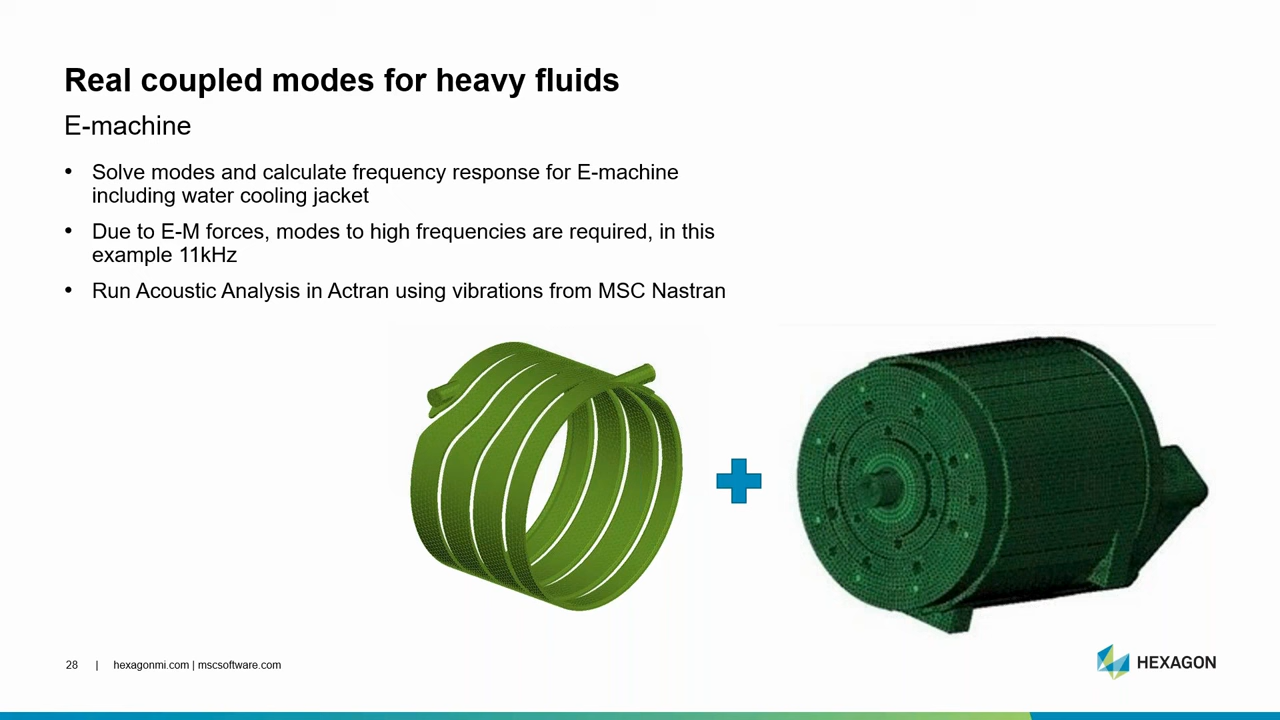 Real coupled modes for heavy fluids
E-machine
• Solve modes and calculate frequency response for E-machine
including water cooling jacket
• Due to E-M forces, modes to high frequencies are required, in this
example 11kHz
• Run Acoustic Analysis in Actran using vibrations from MSC Nastran
28 | hexagonmi.com | mscsoftware.com
HEXAGON